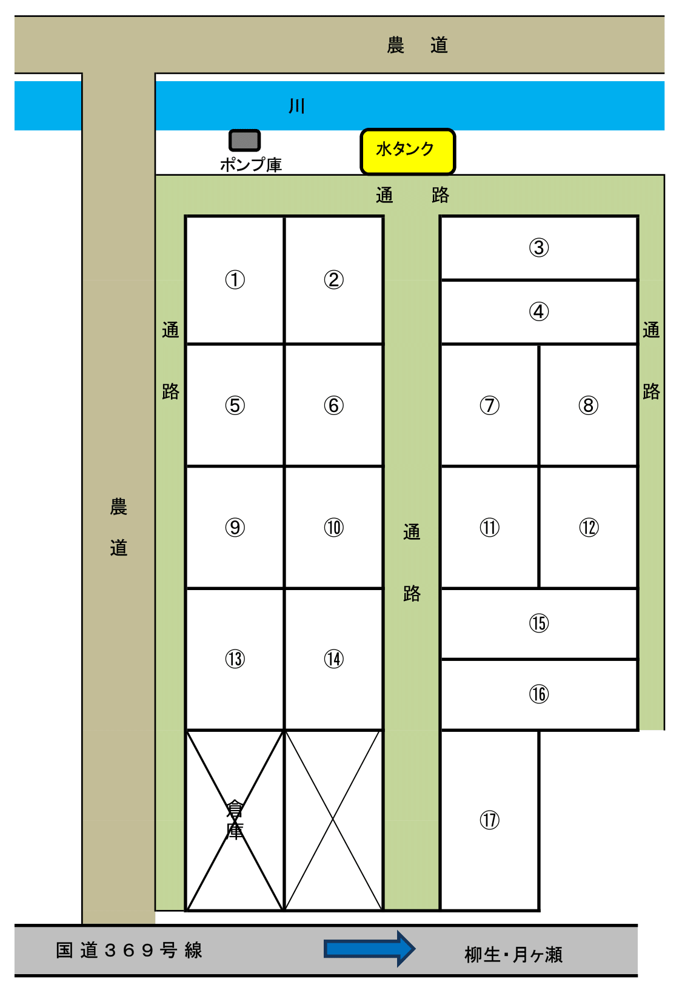 農　道
川
水タンク
ポンプ庫
通　路
①
②
③
④
通路
通路
⑤
⑥
⑦
⑧
農道
⑨
⑩
通路
⑪
⑫
⑬
⑭
⑮
⑯
倉庫
⑰
国道３６９号線
柳生・月ヶ瀬